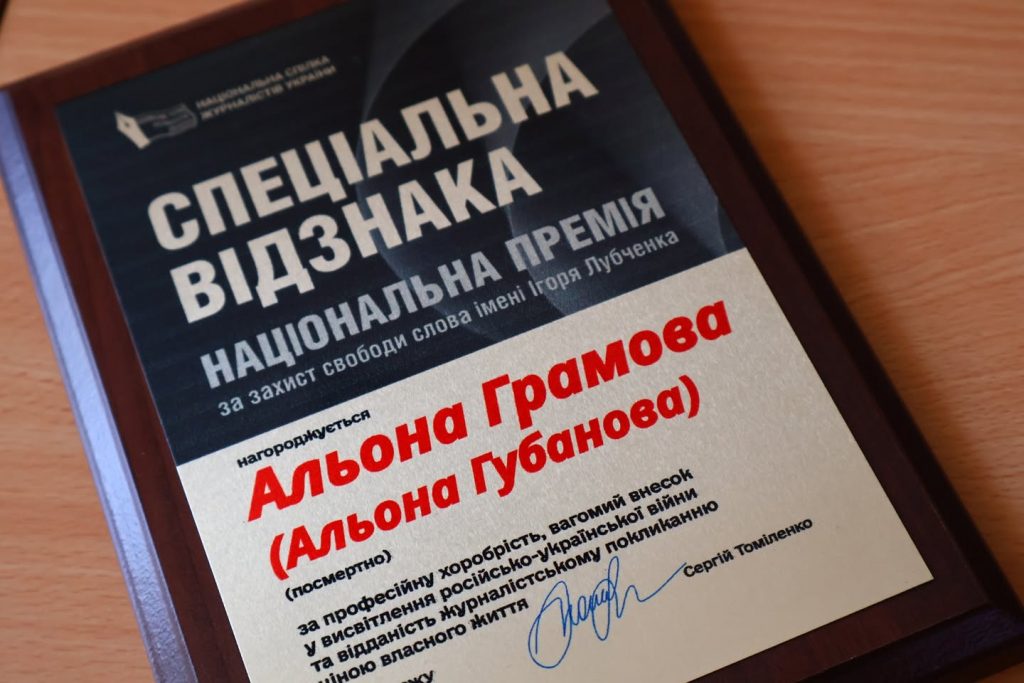 НАЦІОНАЛЬНА СПІЛКА
ЖУРНАЛІСТІВ УКРАЇНИ
СПЕЦІАЛЬНА
ВІДЗНАКА
НАЦІОНАЛЬНА ПРЕМІЯ
за захист свободи слова імені Ігоря Лубченка
нагороджується
Альона Грамова
(Альона Губанова)
(посмертно)
за професійну хоробрість, вагомий внесок
у висвітлення російсько-української війни
та відданість журналістському покликанню
ціною власного життя
Сергій Томіленко